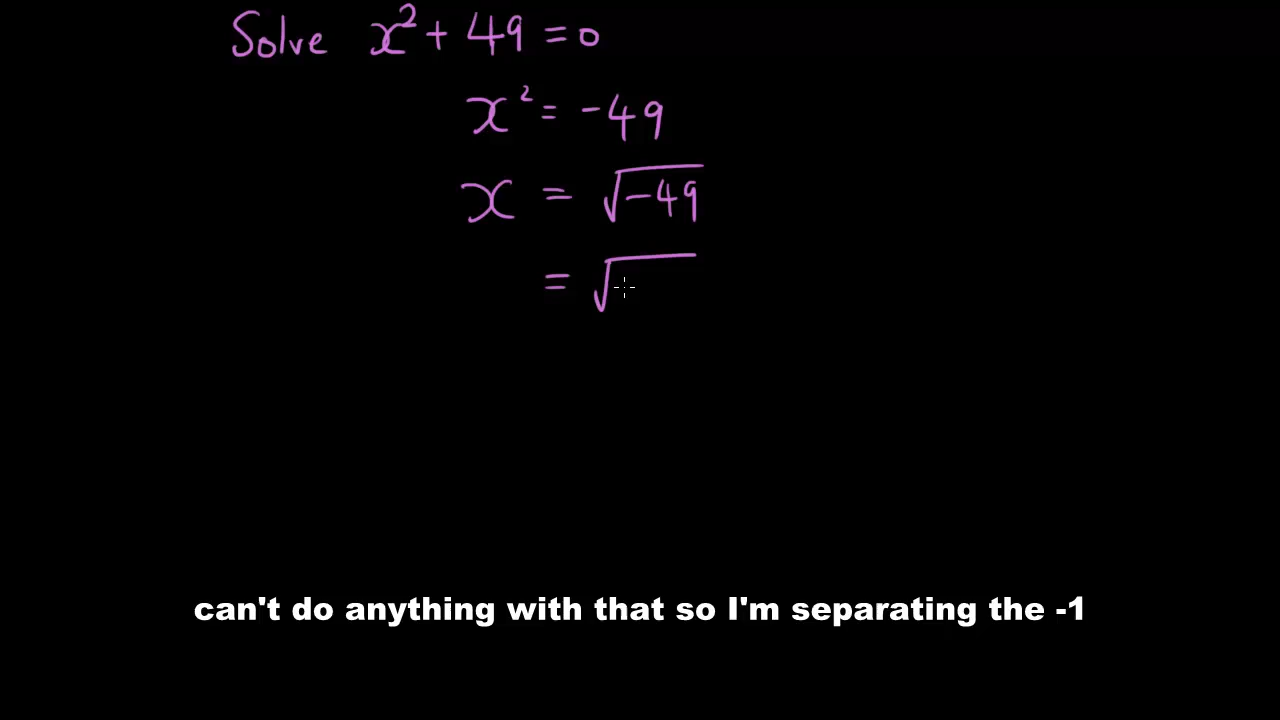 Solve x² + 49 = 0
x² = -49
x = √-49
= √
can't do anything with that so I'm separating the -1